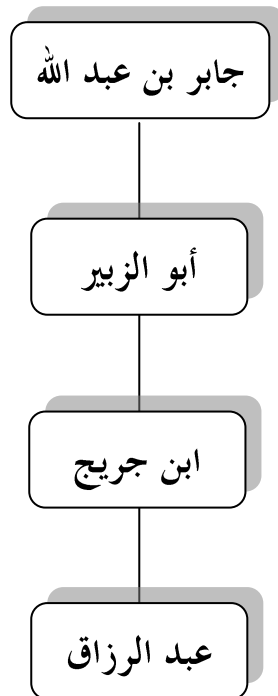 جابر بن عبد الله
أبو الزبير
ابن جريج
عبد الرزاق